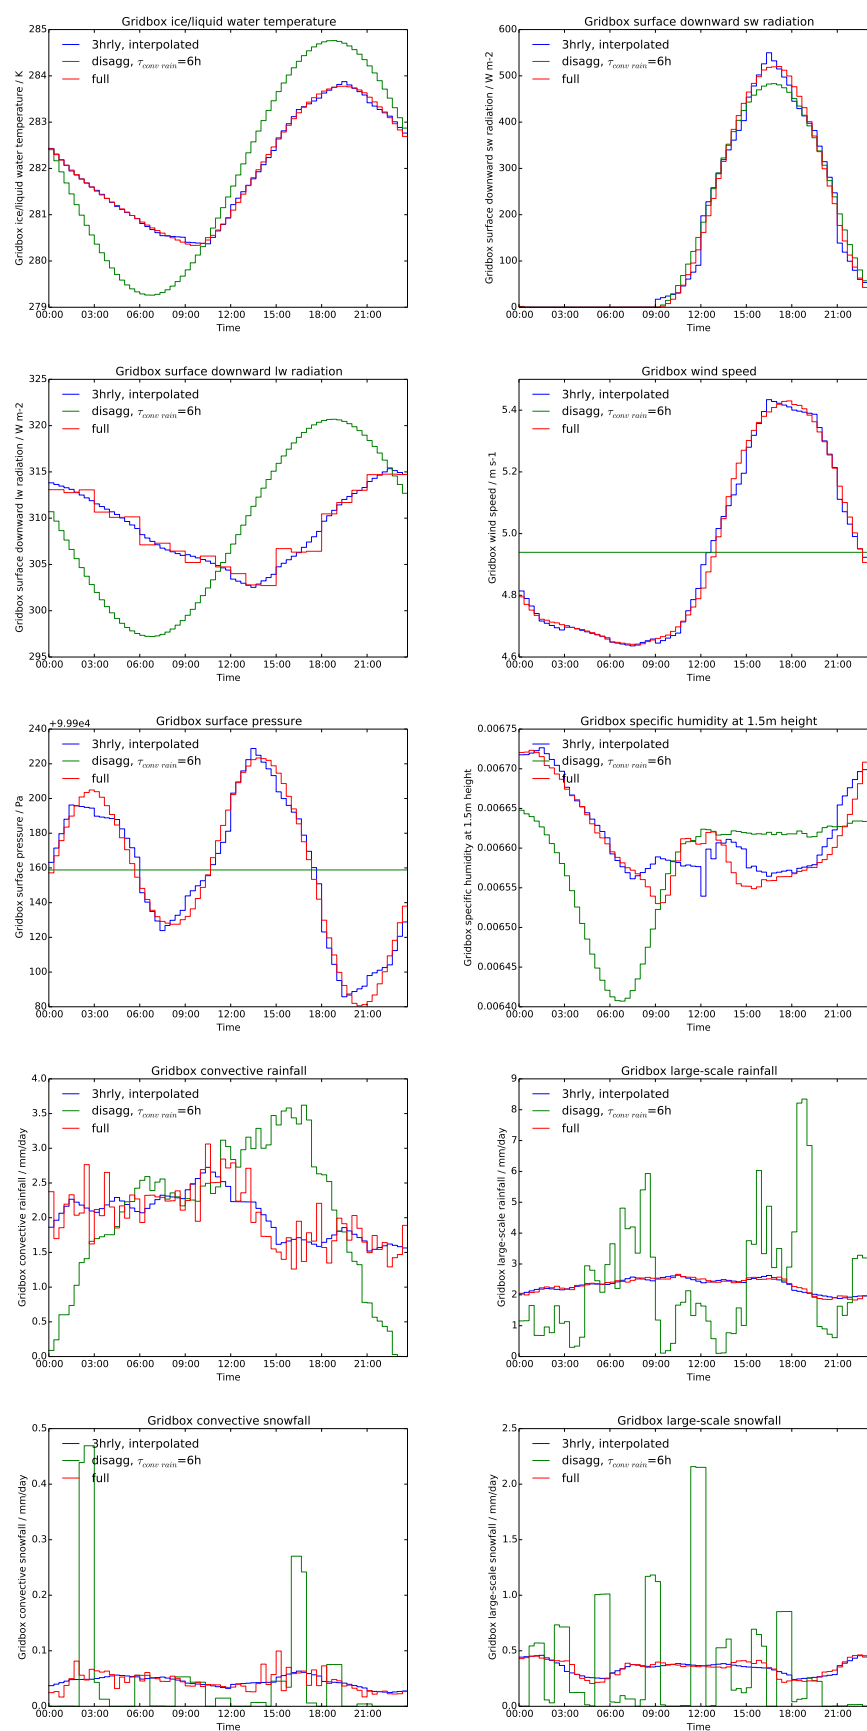 Gridbox ice/liquid water temperature
Gridbox ice/liquid water temperature / K
285
284
283
282
281
280
279
3hrly, interpolated
disagg, τconv rain=6h
full
00:00 03:00 06:00 09:00 12:00 15:00 18:00 21:00
Time
Gridbox surface downward sw radiation
Gridbox surface downward sw radiation / W m-2
600
500
400
300
200
100
0
3hrly, interpolated
disagg, τconv rain=6h
full
00:00 03:00 06:00 09:00 12:00 15:00 18:00 21:00
Time
Gridbox surface downward lw radiation
Gridbox surface downward lw radiation / W m-2
325
320
315
310
305
300
295
3hrly, interpolated
disagg, τconv rain=6h
full
00:00 03:00 06:00 09:00 12:00 15:00 18:00 21:00
Time
Gridbox wind speed
Gridbox wind speed / m s-1
5.4
5.2
5.0
4.8
4.6
3hrly, interpolated
disagg, τconv rain=6h
full
00:00 03:00 06:00 09:00 12:00 15:00 18:00 21:00
Time
Gridbox surface pressure
+9.99e4
Gridbox surface pressure / Pa
240
220
200
180
160
140
120
100
80
3hrly, interpolated
disagg, τconv rain=6h
full
00:00 03:00 06:00 09:00 12:00 15:00 18:00 21:00
Time
Gridbox specific humidity at 1.5m height
Gridbox specific humidity at 1.5m height
0.00675
0.00670
0.00665
0.00660
0.00655
0.00650
0.00645
0.00640
3hrly, interpolated
disagg, τconv rain=6h
full
00:00 03:00 06:00 09:00 12:00 15:00 18:00 21:00
Time
Gridbox convective rainfall
Gridbox convective rainfall / mm/day
4.0
3.5
3.0
2.5
2.0
1.5
1.0
0.5
0.0
3hrly, interpolated
disagg, τconv rain=6h
full
00:00 03:00 06:00 09:00 12:00 15:00 18:00 21:00
Time
Gridbox large-scale rainfall
Gridbox large-scale rainfall / mm/day
9
8
7
6
5
4
3
2
1
0
3hrly, interpolated
disagg, τconv rain=6h
full
00:00 03:00 06:00 09:00 12:00 15:00 18:00 21:00
Time
Gridbox convective snowfall
Gridbox convective snowfall / mm/day
0.5
0.4
0.3
0.2
0.1
0.0
3hrly, interpolated
disagg, τconv rain=6h
full
00:00 03:00 06:00 09:00 12:00 15:00 18:00 21:00
Time
Gridbox large-scale snowfall
Gridbox large-scale snowfall / mm/day
2.5
2.0
1.5
1.0
0.5
0.0
3hrly, interpolated
disagg, τconv rain=6h
full
00:00 03:00 06:00 09:00 12:00 15:00 18:00 21:00
Time